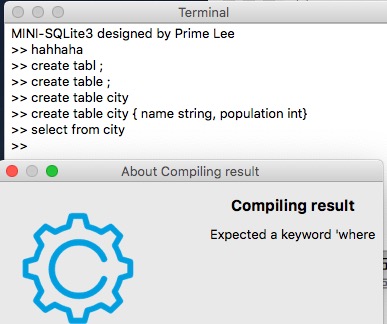 Terminal
MINI-SQLite3 designed by Prime Lee
>> hahhaha
>> create tabl ;
>> create table ;
>> create table city
>> create table city { name string, population int}
>> select from city
>>
About Compiling result
Compiling result
Expected a keyword 'where